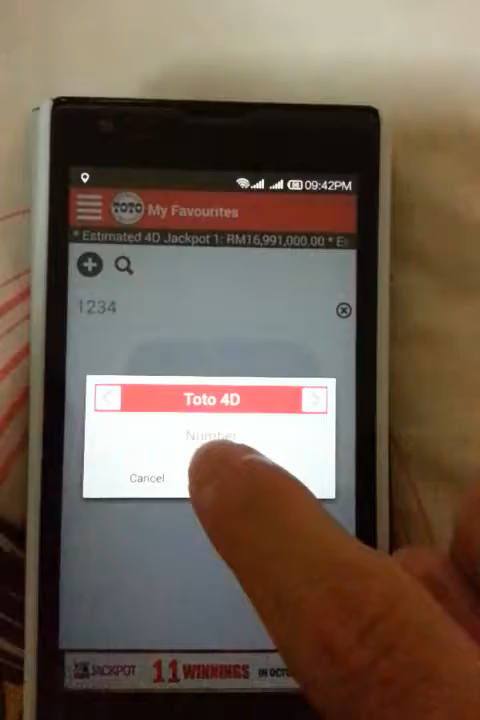 09:42PM
TOTO My Favourites
* Estimated 4D Jackpot 1: RM16,991,000.00 * E
1234
Toto 4D
Number
Cancel
JACKPOT 11 WINNINGS IN OCT